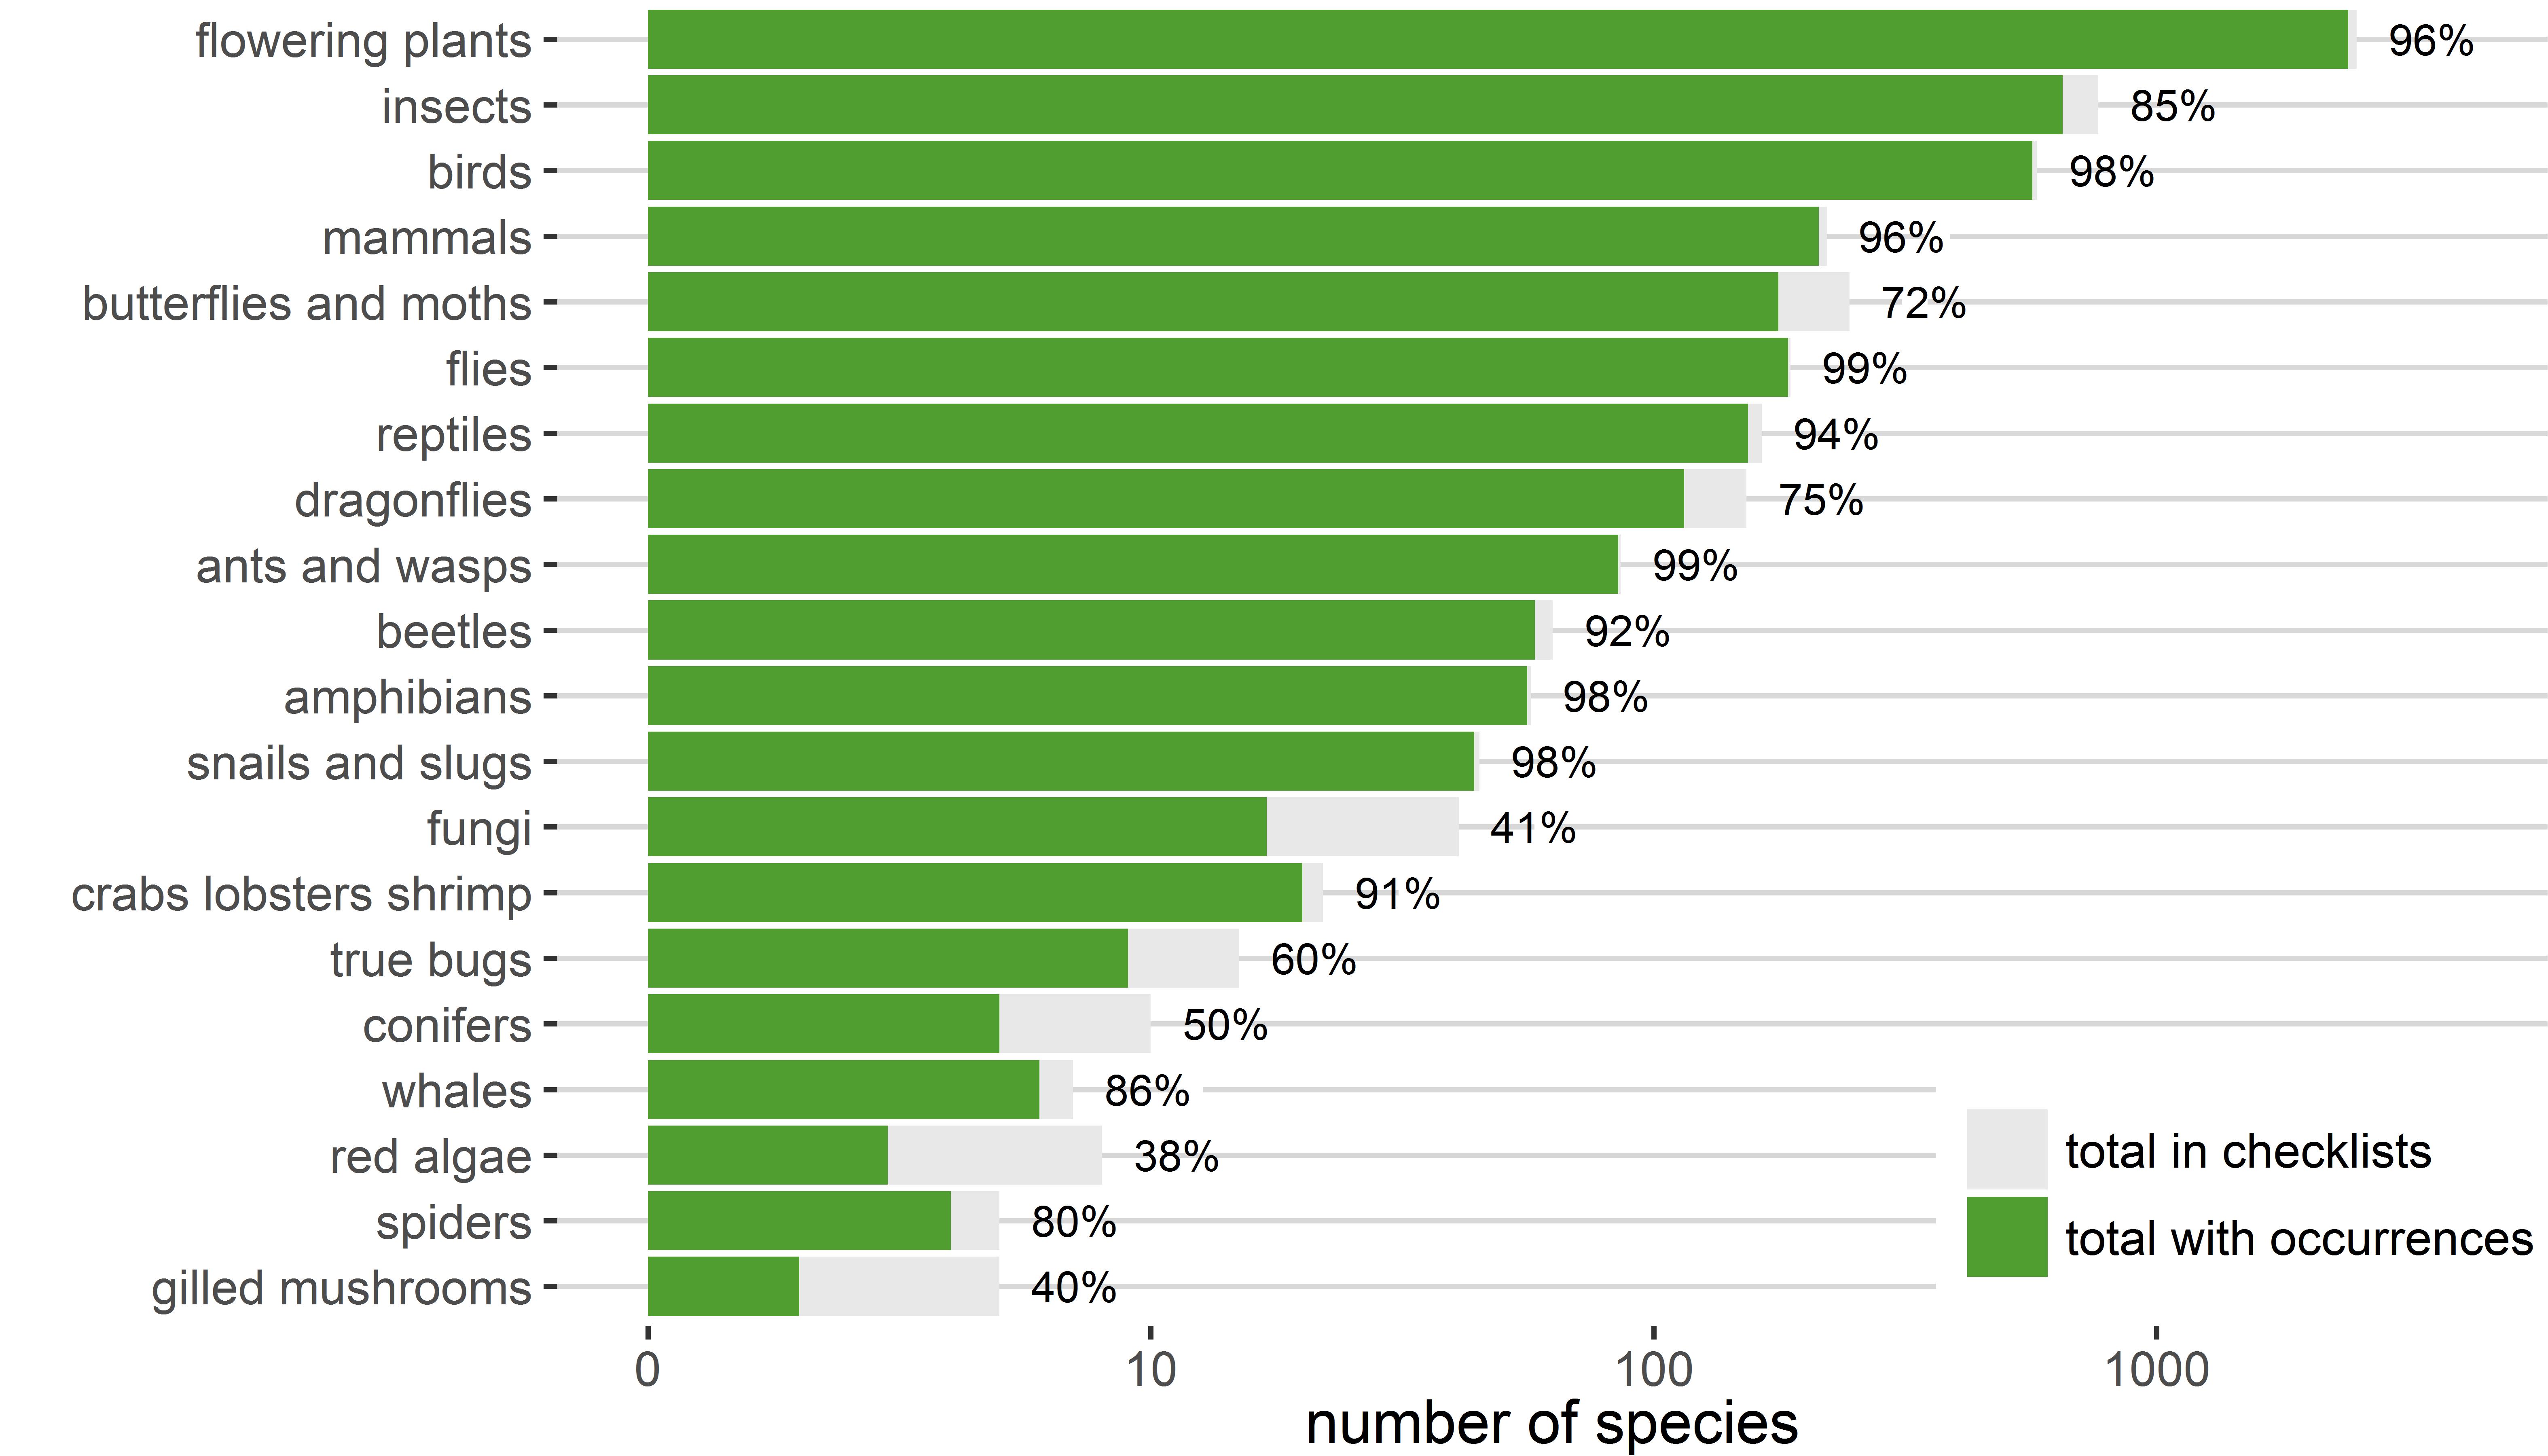 flowering plants 96%
insects 85%
birds 98%
mammals 96%
butterflies and moths 72%
flies 99%
reptiles 94%
dragonflies 75%
ants and wasps 99%
beetles 92%
amphibians 98%
snails and slugs 98%
fungi 41%
crabs lobsters shrimp 91%
true bugs 60%
conifers 50%
whales 86%
red algae 38%
spiders 80%
gilled mushrooms 40%
total in checklists
total with occurrences
0 10 100 1000
number of species